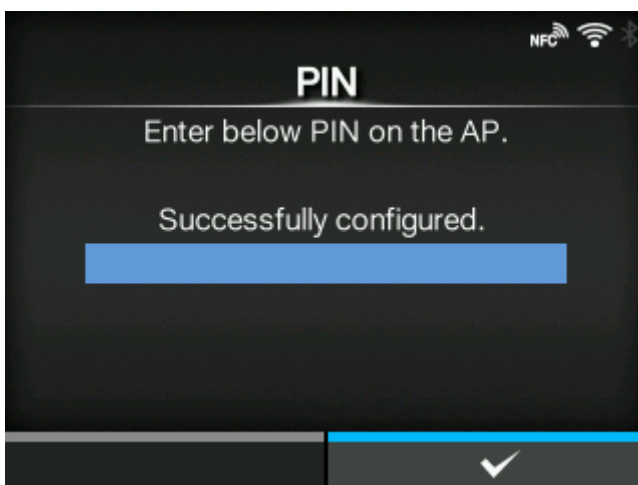 NFC
PIN
Enter below PIN on the AP.
Successfully configured.